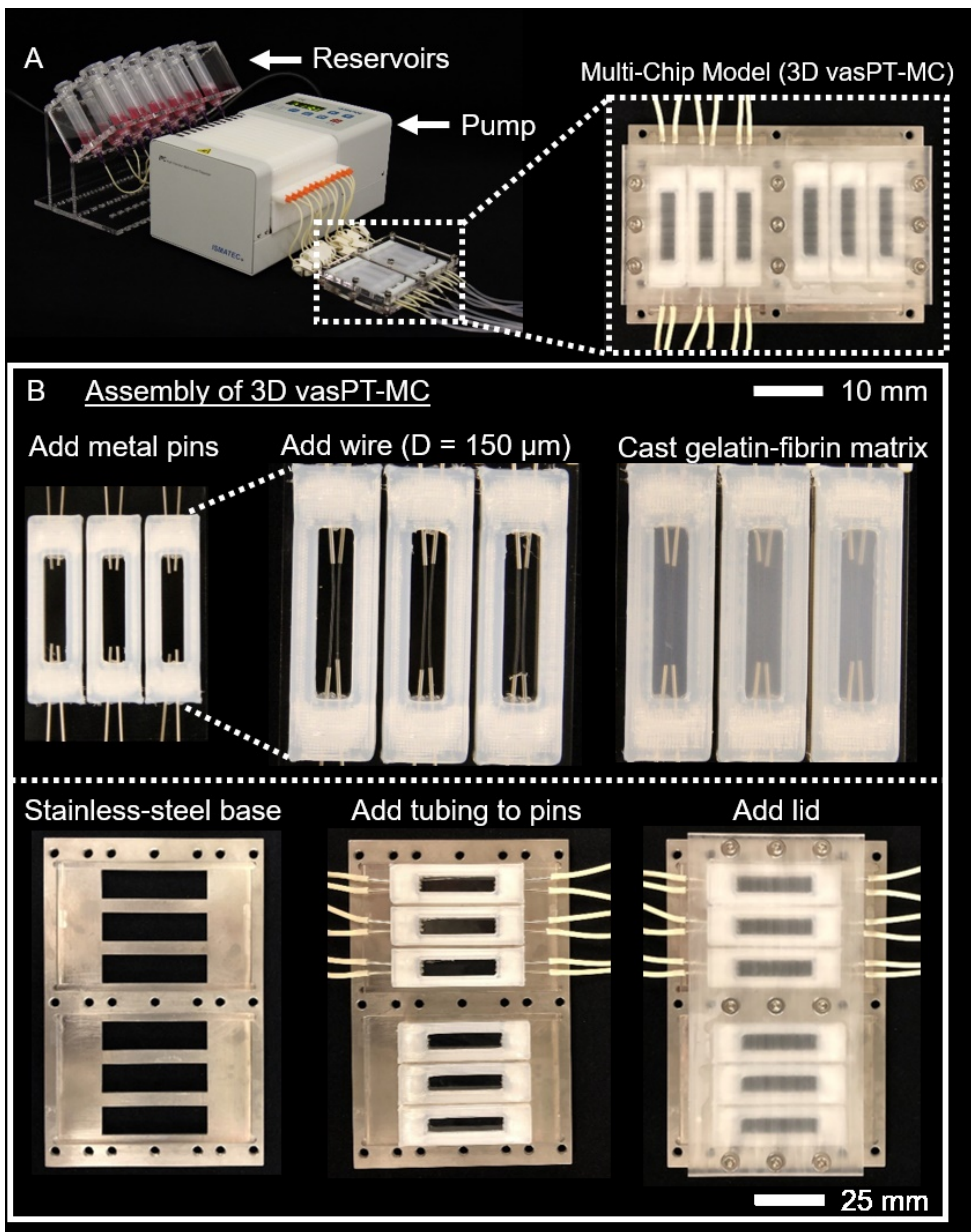 A
Reservoirs
Pump
Multi-Chip Model (3D vasPT-MC)
ISMATEC
B Assembly of 3D vasPT-MC
10 mm
Add metal pins
Add wire (D = 150 µm)
Cast gelatin-fibrin matrix
Stainless-steel base
Add tubing to pins
Add lid
25 mm